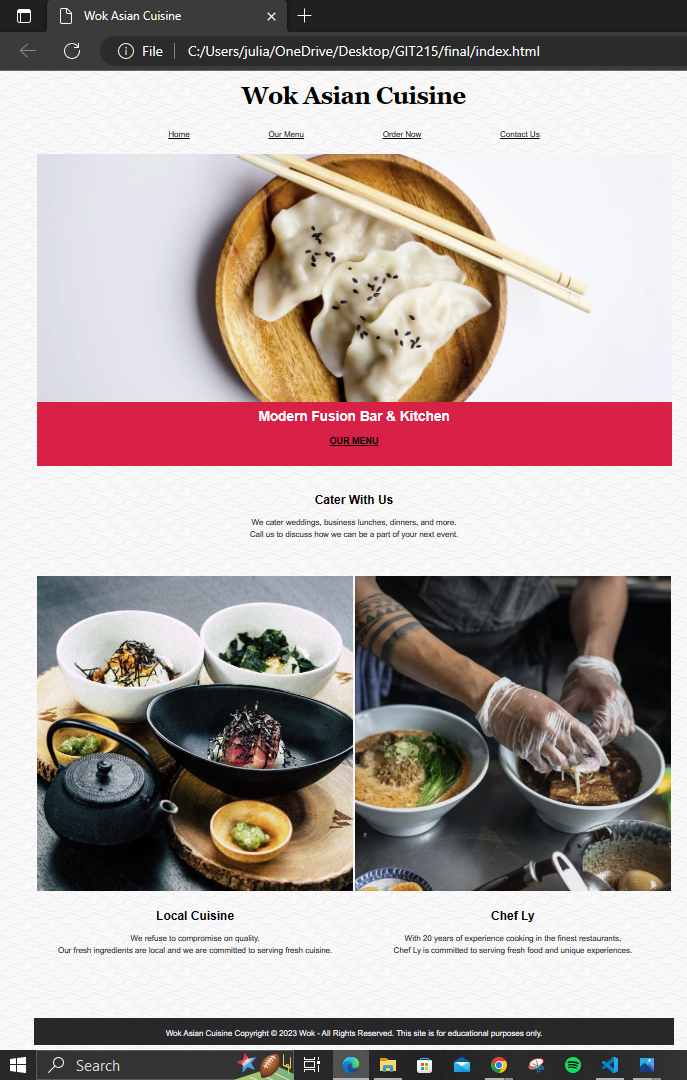 Wok Asian Cuisine
File C:/Users/julia/OneDrive/Desktop/GIT215/final/index.html
Wok Asian Cuisine
Home Our Menu Order Now Contact Us
Modern Fusion Bar & Kitchen
OUR MENU
Cater With Us
We cater weddings, business lunches, dinners, and more.
Call us to discuss how we can be a part of your next event.
Local Cuisine
We refuse to compromise on quality.
Our fresh ingredients are local and we are committed to serving fresh cuisine.
Chef Ly
With 20 years of experience cooking in the finest restaurants,
Chef Ly is committed to serving fresh food and unique experiences.
Wok Asian Cuisine Copyright © 2023 Wok - All Rights Reserved. This site is for educational purposes only.
Search